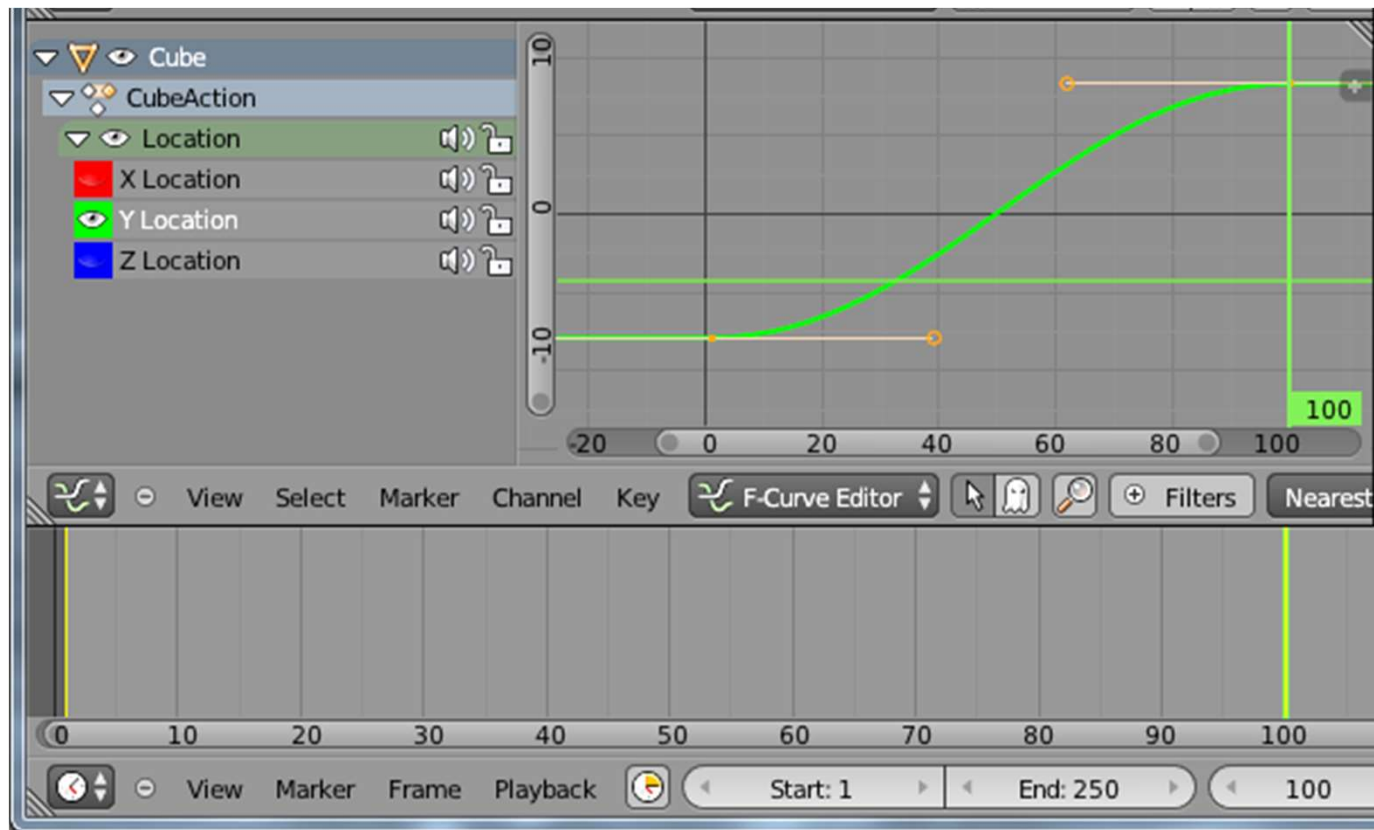 Cube
CubeAction
Location
X Location
Y Location
Z Location
10
0
-10
100
-20 0 20 40 60 80 100
View Select Marker Channel Key F-Curve Editor Filters Nearest
0 10 20 30 40 50 60 70 80 90 100
View Marker Frame Playback Start: 1 End: 250 100